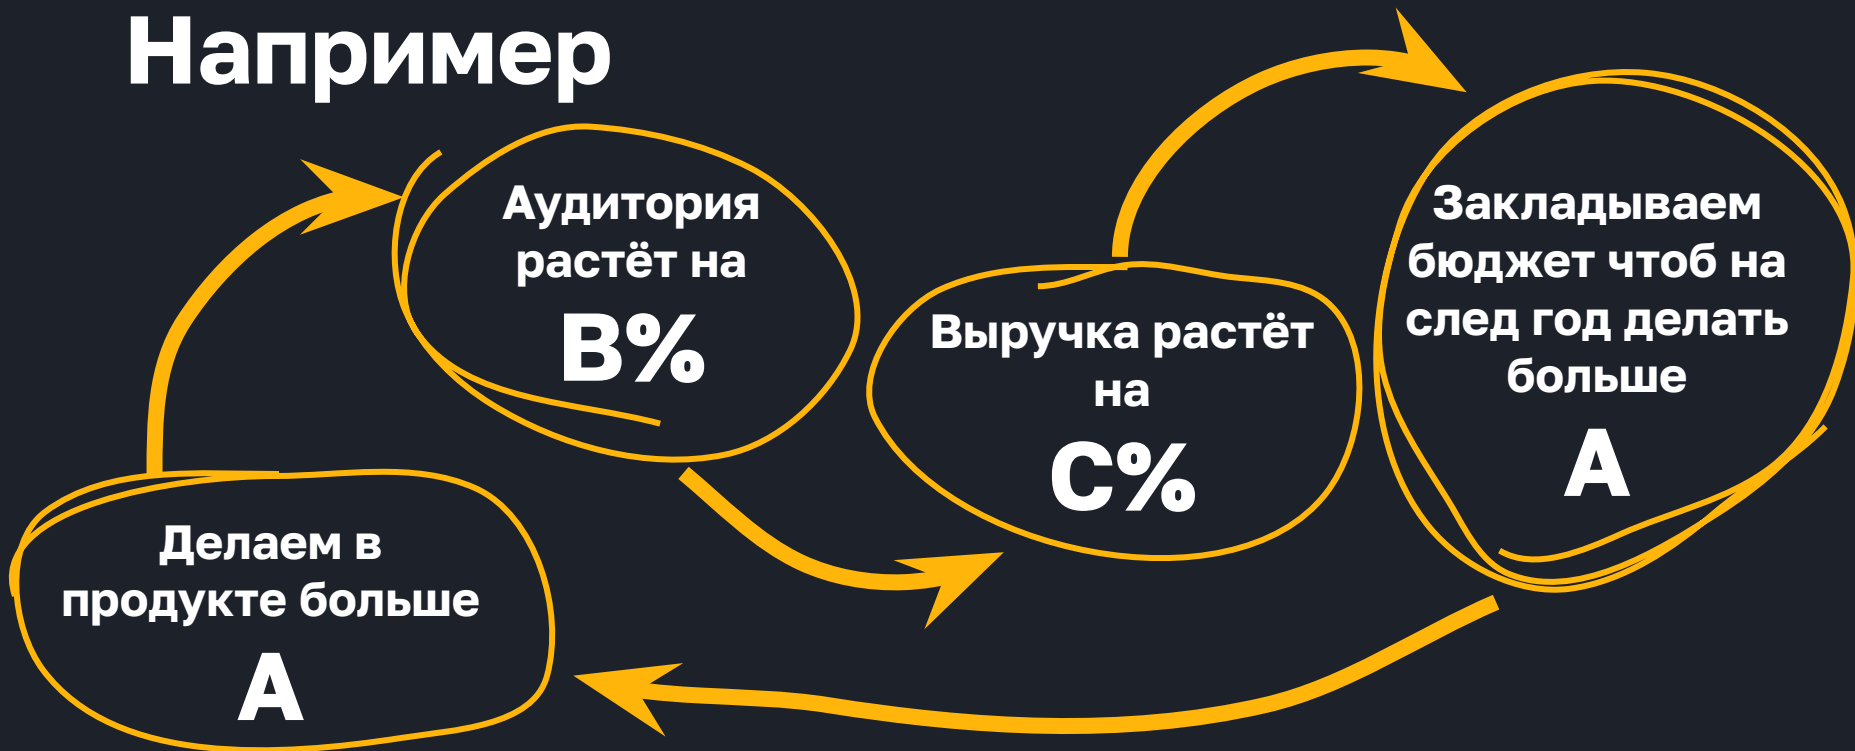 Например
Делаем в
продукте больше
A
Аудитория
растёт на
B%
Выручка растёт
на
C%
Закладываем
бюджет чтоб на
след год делать
больше
A